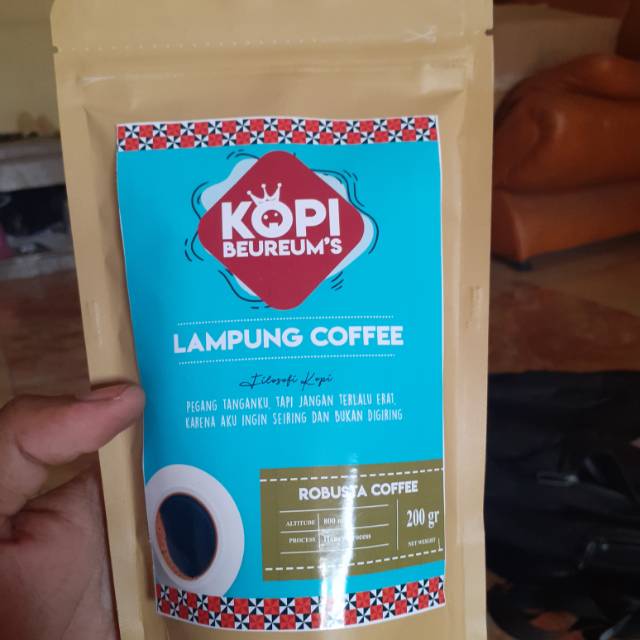 KOPI
BEUREUM'S
LAMPUNG COFFEE
Filosofi Kopi
PEGANG TANGANKU, TAPI JANGAN TERLALU ERAT,
KARENA AKU INGIN SEIRING DAN BUKAN DIGIRING
ROBUSTA COFFEE
ALTITUDE 800
PROCESS
200 gr
NET WEIGHT